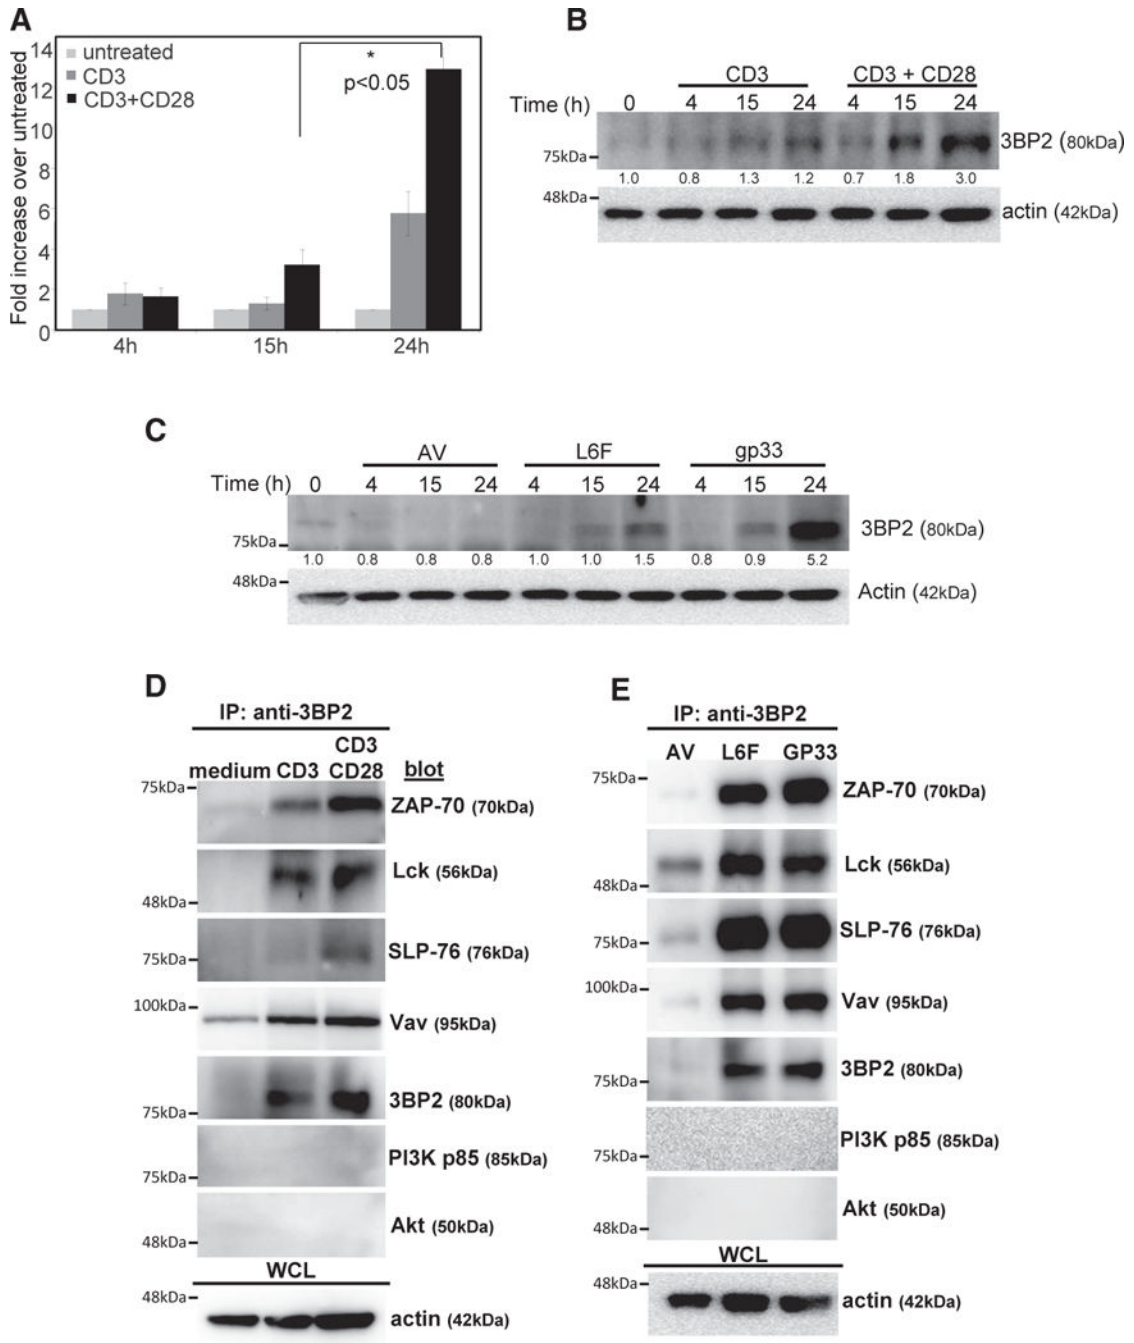 A
Fold increase over untreated
14
12
10
8
6
4
2
0
untreated
CD3
CD3+CD28
*
p<0.05
4h 15h 24h
B
CD3 CD3 + CD28
Time (h) 0 4 15 24 4 15 24
3BP2 (80kDa)
75kDa
1.0 0.8 1.3 1.2 0.7 1.8 3.0
48kDa
actin (42kDa)
C
AV L6F gp33
Time (h) 0 4 15 24 4 15 24 4 15 24
3BP2 (80kDa)
75kDa
1.0 0.8 0.8 0.8 1.0 1.0 1.5 0.8 0.9 5.2
48kDa
Actin (42kDa)
D
IP: anti-3BP2
CD3
medium CD3 CD28 blot
75kDa
ZAP-70 (70kDa)
Lck (56kDa)
48kDa
SLP-76 (76kDa)
75kDa
100kDa
Vav (95kDa)
3BP2 (80kDa)
75kDa
PI3K p85 (85kDa)
75kDa
Akt (50kDa)
48kDa
WCL
48kDa
actin (42kDa)
E
IP: anti-3BP2
AV L6F GP33
75kDa
ZAP-70 (70kDa)
Lck (56kDa)
48kDa
SLP-76 (76kDa)
75kDa
100kDa
Vav (95kDa)
3BP2 (80kDa)
75kDa
PI3K p85 (85kDa)
75kDa
Akt (50kDa)
48kDa
WCL
48kDa
actin (42kDa)